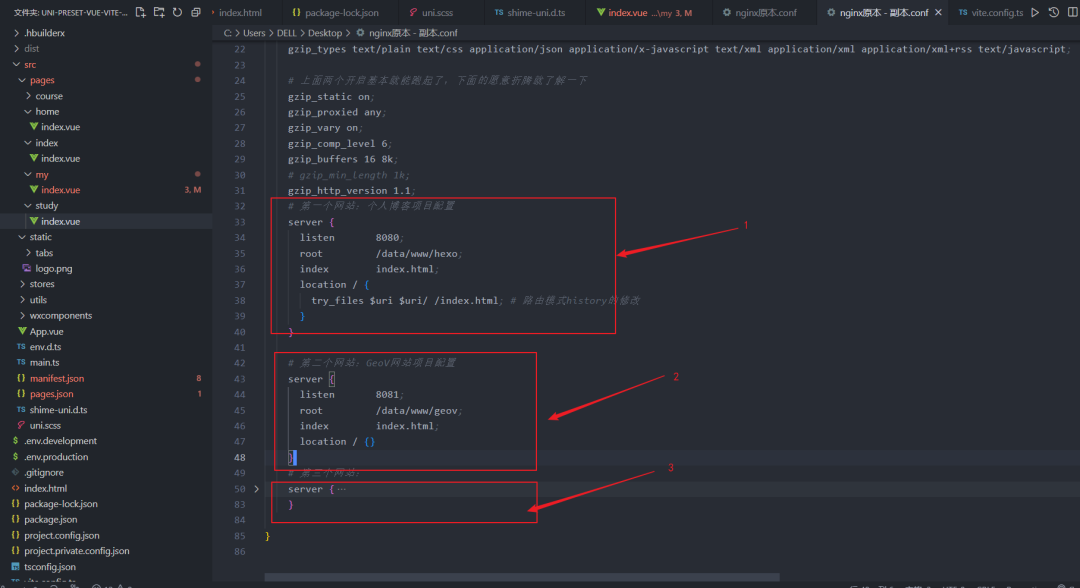 文件夹: UNI-PRESET-VUE-VITE-...
index.html
package-lock.json
uni.scss
shime-uni.d.ts
index.vue ...\my 3, M
nginx原本.conf
nginx原本 - 副本.conf
vite.config.ts
C: > Users > DELL > Desktop > nginx原本 - 副本.conf
.hbuilderx
dist
src
pages
course
home
index.vue
index
index.vue
my
index.vue 3, M
study
index.vue
static
tabs
logo.png
stores
utils
wxcomponents
App.vue
env.d.ts
main.ts
manifest.json 8
pages.json 1
shime-uni.d.ts
uni.scss
.env.development
.env.production
.gitignore
index.html
package-lock.json
package.json
project.config.json
project.private.config.json
tsconfig.json
22 gzip_types text/plain text/css application/json application/x-javascript text/xml application/xml application/xml+rss text/javascript;
23
24 # 上面两个开启基本就能跑起了，下面的愿意折腾就了解一下
25 gzip_static on;
26 gzip_proxied any;
27 gzip_vary on;
28 gzip_comp_level 6;
29 gzip_buffers 16 8k;
30 # gzip_min_length 1k;
31 gzip_http_version 1.1;
32 # 第一个网站：个人博客项目配置
33 server {
34 listen 8080;
35 root /data/www/hexo;
36 index index.html;
37 location / {
38 try_files $uri $uri/ /index.html; # 路由模式history的修改
39 }
40 }
41
42 # 第二个网站：GeoV网站项目配置
43 server {
44 listen 8081;
45 root /data/www/geov;
46 index index.html;
47 location / {}
48 }
49 # 第三个网站：
50 server {…
83 }
84
85 }
86
1
2
3